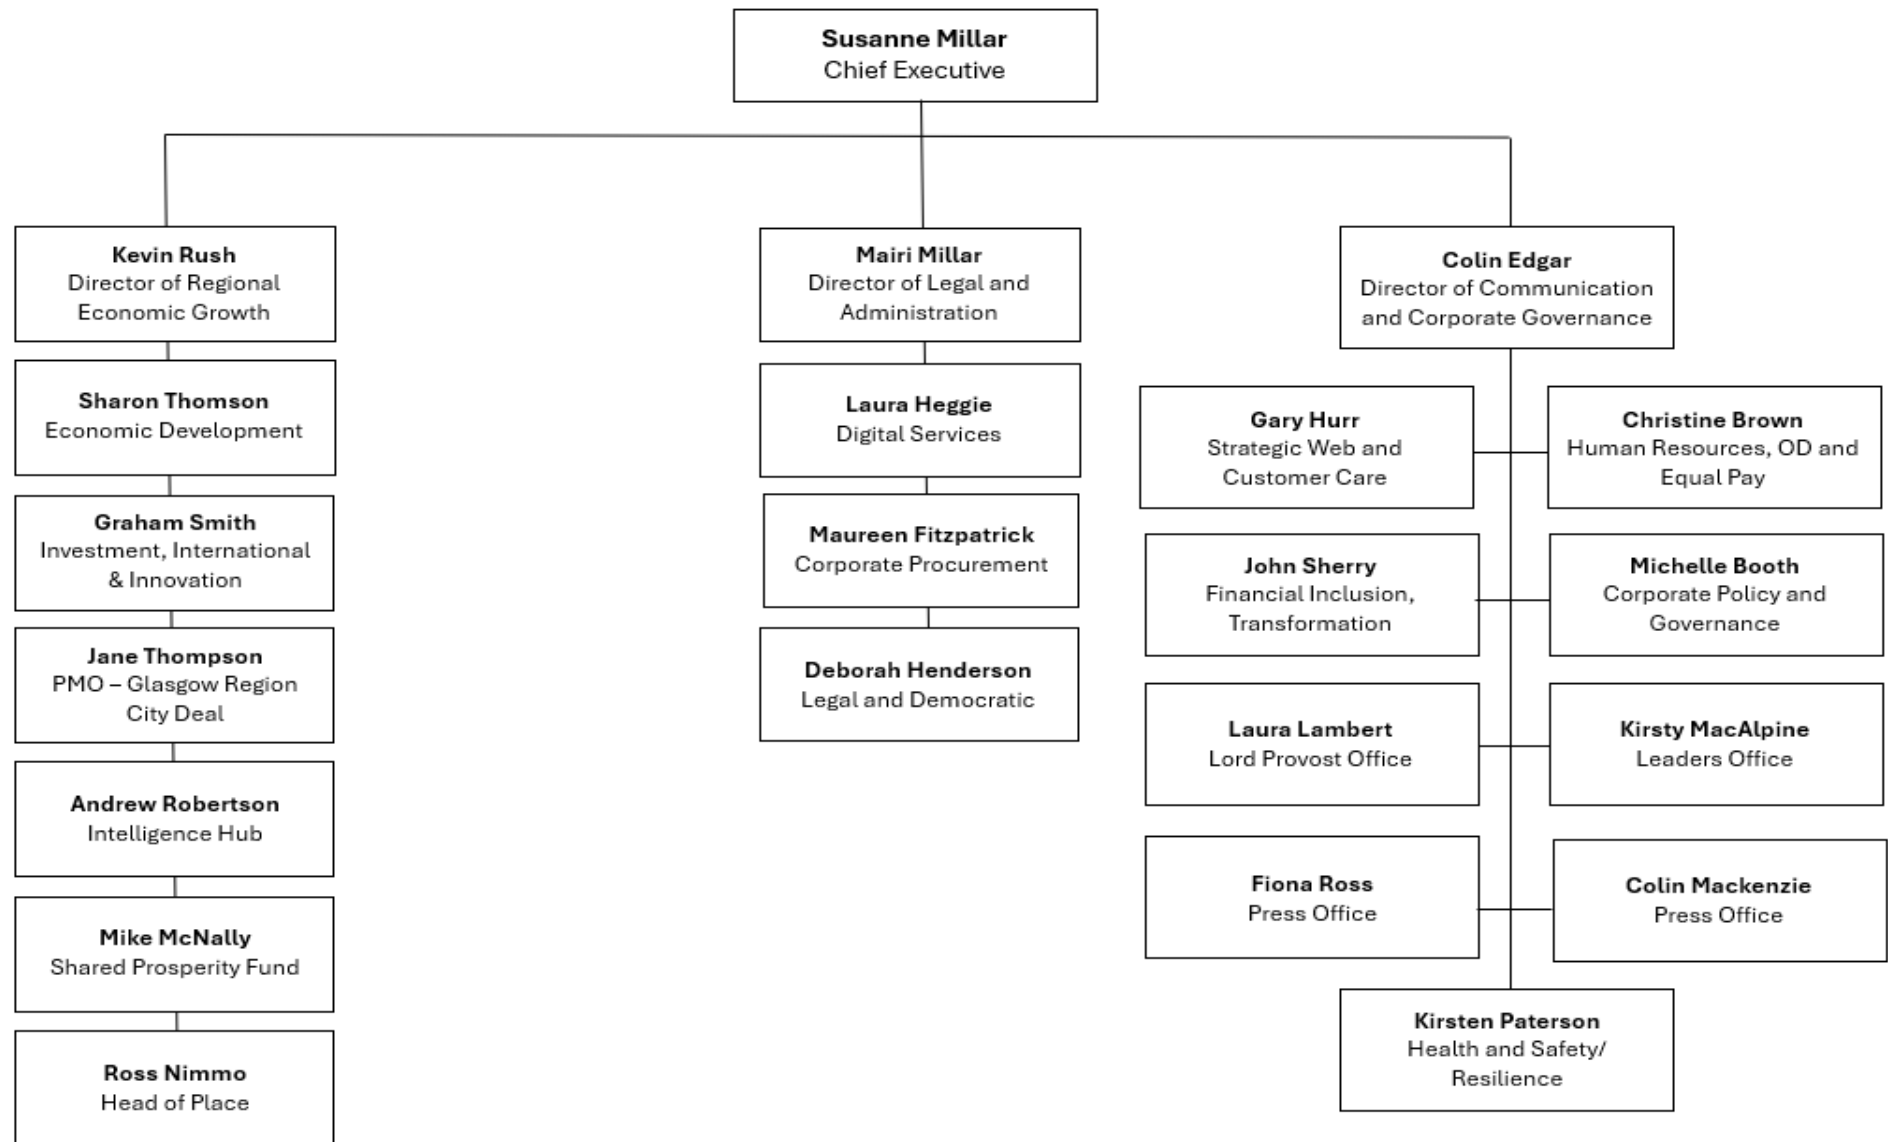 Susanne Millar
Chief Executive
Kevin Rush
Director of Regional
Economic Growth
Sharon Thomson
Economic Development
Graham Smith
Investment, International
& Innovation
Jane Thompson
PMO – Glasgow Region
City Deal
Andrew Robertson
Intelligence Hub
Mike McNally
Shared Prosperity Fund
Ross Nimmo
Head of Place
Mairi Millar
Director of Legal and
Administration
Laura Heggie
Digital Services
Maureen Fitzpatrick
Corporate Procurement
Deborah Henderson
Legal and Democratic
Colin Edgar
Director of Communication
and Corporate Governance
Gary Hurr
Strategic Web and
Customer Care
Christine Brown
Human Resources, OD and
Equal Pay
John Sherry
Financial Inclusion,
Transformation
Michelle Booth
Corporate Policy and
Governance
Laura Lambert
Lord Provost Office
Kirsty MacAlpine
Leaders Office
Fiona Ross
Press Office
Colin Mackenzie
Press Office
Kirsten Paterson
Health and Safety/
Resilience